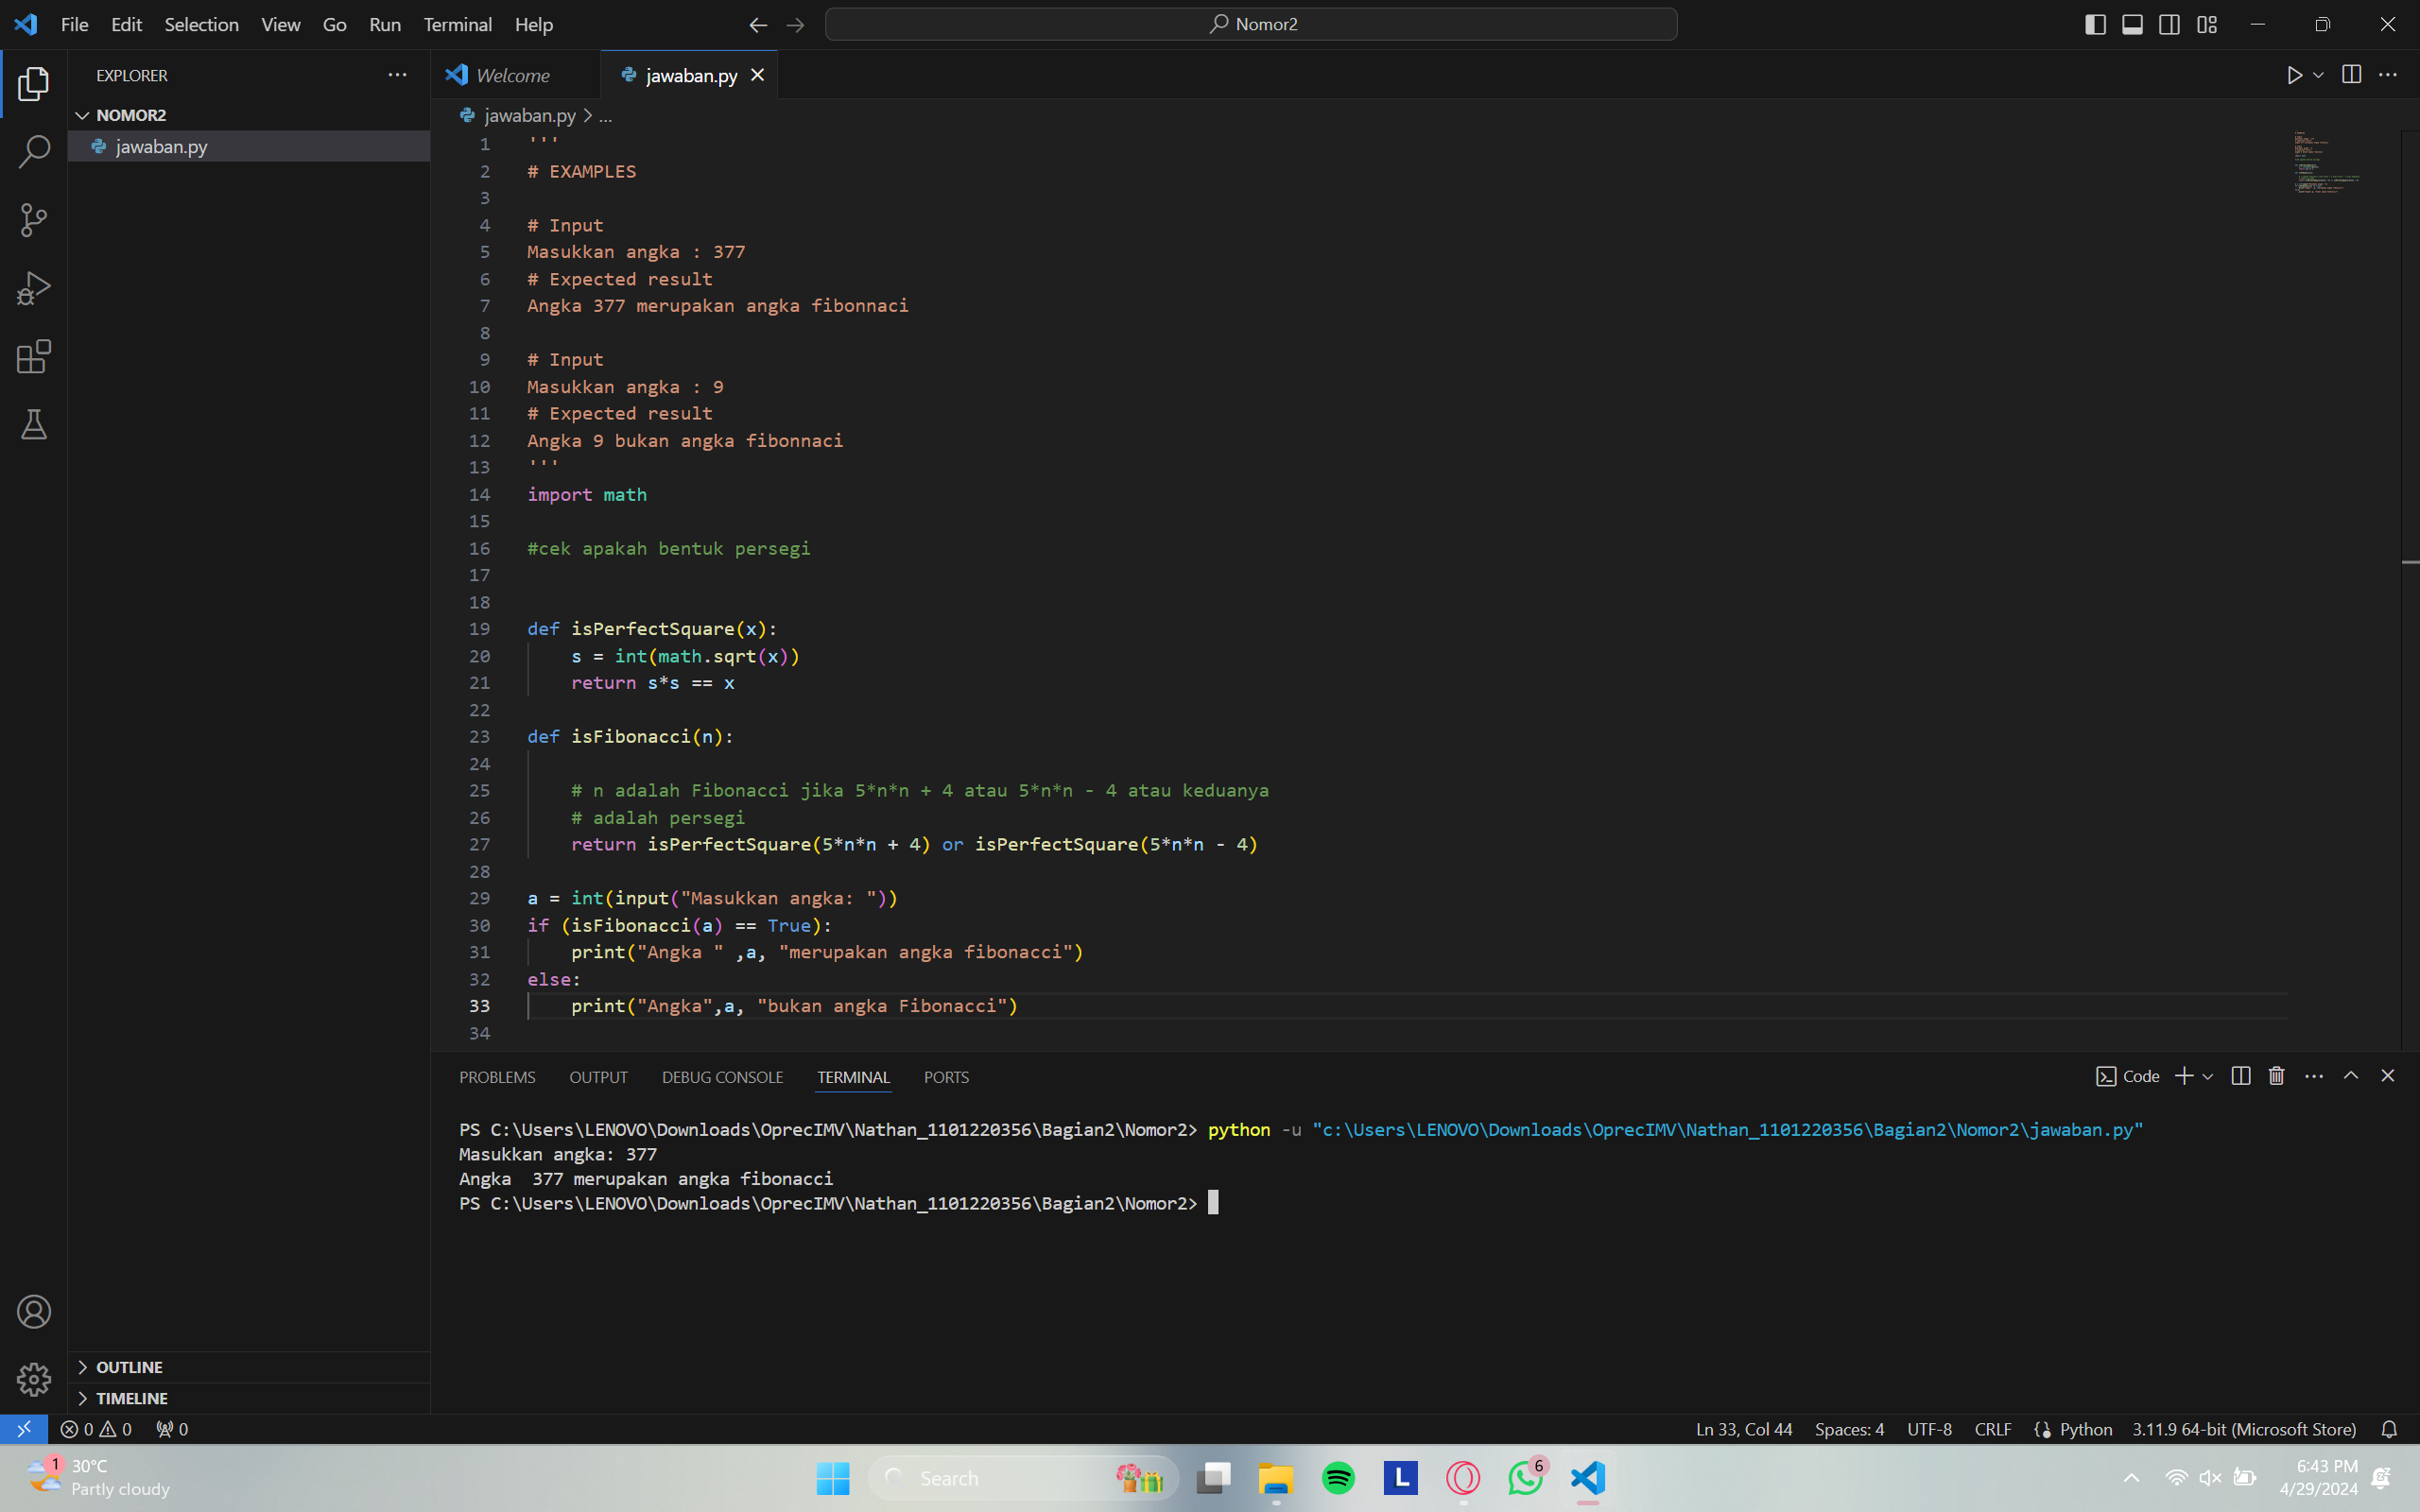 File Edit Selection View Go Run Terminal Help
Nomor2
EXPLORER
NOMOR2
jawaban.py
Welcome
jawaban.py
jawaban.py > ...
1 '''
2 # EXAMPLES
3
4 # Input
5 Masukkan angka : 377
6 # Expected result
7 Angka 377 merupakan angka fibonnaci
8
9 # Input
10 Masukkan angka : 9
11 # Expected result
12 Angka 9 bukan angka fibonnaci
13 '''
14 import math
15
16 #cek apakah bentuk persegi
17
18
19 def isPerfectSquare(x):
20     s = int(math.sqrt(x))
21     return s*s == x
22
23 def isFibonacci(n):
24
25     # n adalah Fibonacci jika 5*n*n + 4 atau 5*n*n - 4 atau keduanya
26     # adalah persegi
27     return isPerfectSquare(5*n*n + 4) or isPerfectSquare(5*n*n - 4)
28
29 a = int(input("Masukkan angka: "))
30 if (isFibonacci(a) == True):
31     print("Angka " ,a, "merupakan angka fibonacci")
32 else:
33     print("Angka",a, "bukan angka Fibonacci")
34
PROBLEMS OUTPUT DEBUG CONSOLE TERMINAL PORTS
Code
PS C:\Users\LENOVO\Downloads\OprecIMV\Nathan_1101220356\Bagian2\Nomor2> python -u "c:\Users\LENOVO\Downloads\OprecIMV\Nathan_1101220356\Bagian2\Nomor2\jawaban.py"
Masukkan angka: 377
Angka  377 merupakan angka fibonacci
PS C:\Users\LENOVO\Downloads\OprecIMV\Nathan_1101220356\Bagian2\Nomor2>
OUTLINE
TIMELINE
0 0 0
Ln 33, Col 44 Spaces: 4 UTF-8 CRLF Python 3.11.9 64-bit (Microsoft Store)
1
30°C
Partly cloudy
Search
L
6
6:43 PM
4/29/2024